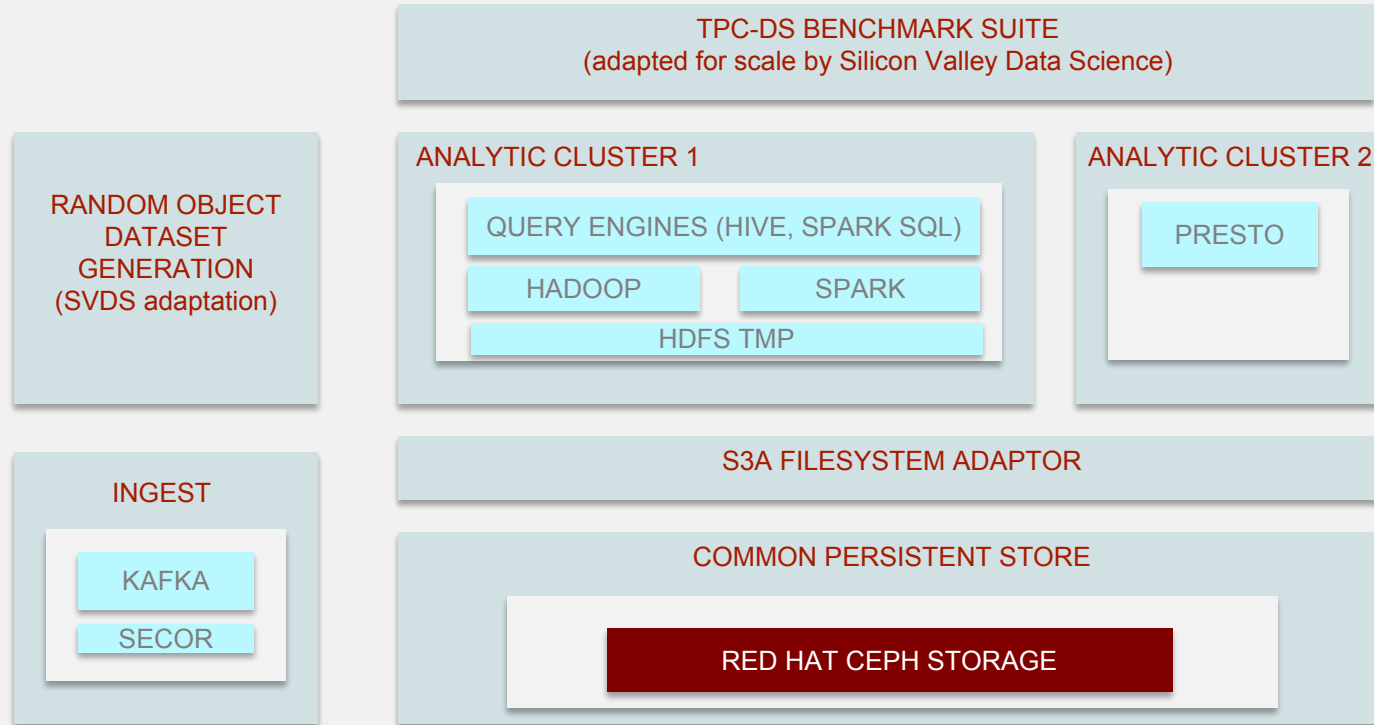 TPC-DS BENCHMARK SUITE
(adapted for scale by Silicon Valley Data Science)
RANDOM OBJECT
DATASET
GENERATION
(SVDS adaptation)
ANALYTIC CLUSTER 1
QUERY ENGINES (HIVE, SPARK SQL)
HADOOP
SPARK
HDFS TMP
ANALYTIC CLUSTER 2
PRESTO
INGEST
KAFKA
SECOR
S3A FILESYSTEM ADAPTOR
COMMON PERSISTENT STORE
RED HAT CEPH STORAGE